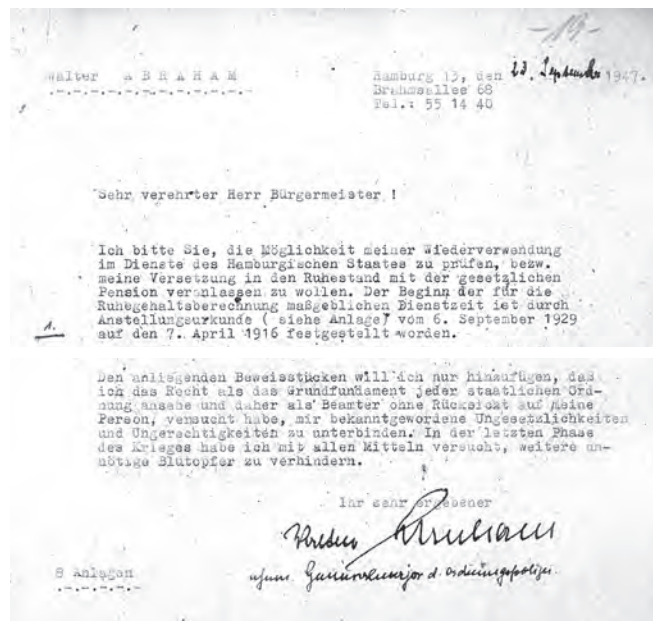 - 19 -
Walter ABRAHAM
Hamburg 13, den 23. September 1947.
Brahmsallee 68
Tel.: 55 14 40
Sehr verehrter Herr Bürgermeister !
Ich bitte Sie, die Möglichkeit meiner Wiederverwendung
im Dienste des Hamburgischen Staates zu prüfen, bezw.
meine Versetzung in den Ruhestand mit der gesetzlichen
Pension veranlassen zu wollen. Der Beginn der für die
Ruhegehaltsberechnung maßgeblichen Dienstzeit ist durch
1. Anstellungsurkunde ( siehe Anlage) vom 6. September 1929
auf den 7. April 1916 festgestellt worden.
Den anliegenden Beweisstücken will ich nur hinzufügen, das
ich das Recht als das Grundfundament jeder staatlichen Ord-
nung ansehe und daher als Beamter ohne Rücksicht auf meine
Person, versucht habe, mir bekanntgewordene Ungesetzlichkeiten
und Ungerechtigkeiten zu unterbinden. In der letzten Phase
des Krieges habe ich mit allen Mitteln versucht, weitere un-
nötige Blutopfer zu verhindern.
Ihr sehr ergebener
Walter Abraham
ehem. Generalmajor d. Ordnungspolizei.
8 Anlagen